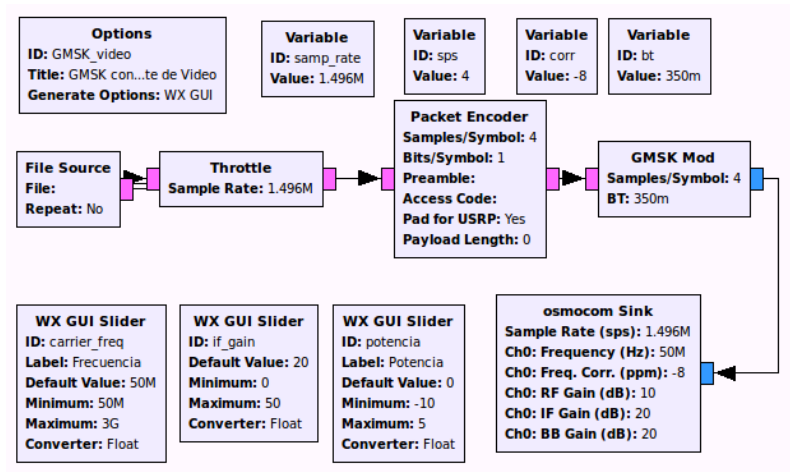 Options
ID: GMSK_video
Title: GMSK con...te de Video
Generate Options: WX GUI
Variable
ID: samp_rate
Value: 1.496M
Variable
ID: sps
Value: 4
Variable
ID: corr
Value: -8
Variable
ID: bt
Value: 350m
File Source
File:
Repeat: No
Throttle
Sample Rate: 1.496M
Packet Encoder
Samples/Symbol: 4
Bits/Symbol: 1
Preamble:
Access Code:
Pad for USRP: Yes
Payload Length: 0
GMSK Mod
Samples/Symbol: 4
BT: 350m
WX GUI Slider
ID: carrier_freq
Label: Frecuencia
Default Value: 50M
Minimum: 50M
Maximum: 3G
Converter: Float
WX GUI Slider
ID: if_gain
Default Value: 20
Minimum: 0
Maximum: 50
Converter: Float
WX GUI Slider
ID: potencia
Label: Potencia
Default Value: 0
Minimum: -10
Maximum: 5
Converter: Float
osmocom Sink
Sample Rate (sps): 1.496M
Ch0: Frequency (Hz): 50M
Ch0: Freq. Corr. (ppm): -8
Ch0: RF Gain (dB): 10
Ch0: IF Gain (dB): 20
Ch0: BB Gain (dB): 20